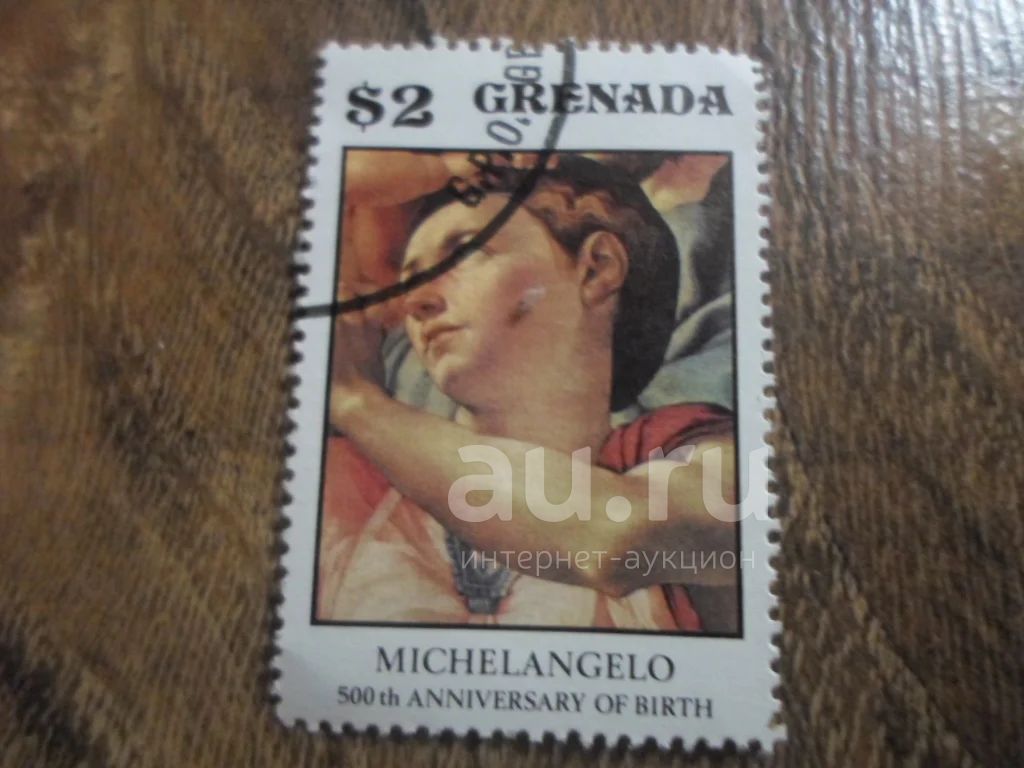 $2 GRENADA
au.ru
интернет-аукцион
MICHELANGELO
500th ANNIVERSARY OF BIRTH